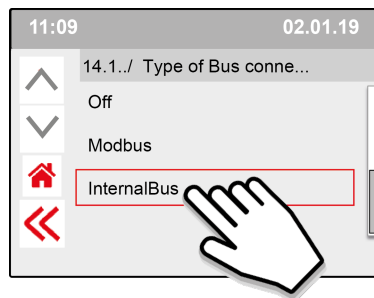 11:09 02.01.19
14.1../ Type of Bus conne...
Off
Modbus
InternalBus